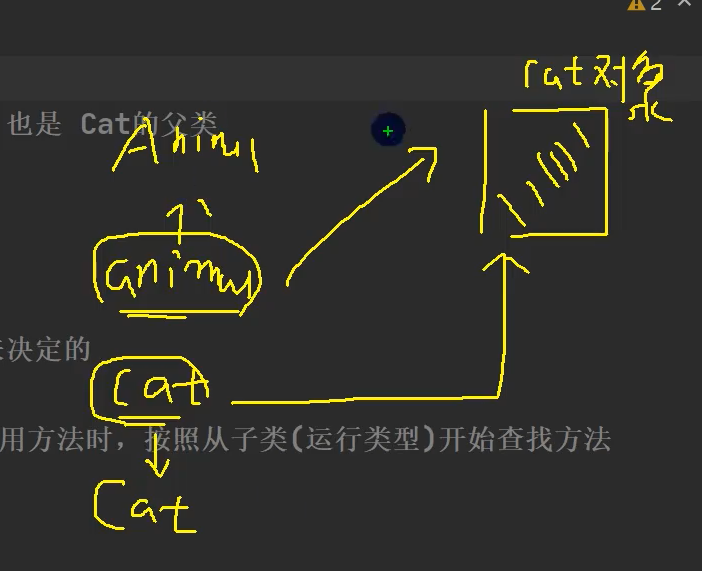 2
cat对象
也是 Cat的父类
Animal
animal
决定的
cat
用方法时，按照从子类(运行类型)开始查找方法
Cat